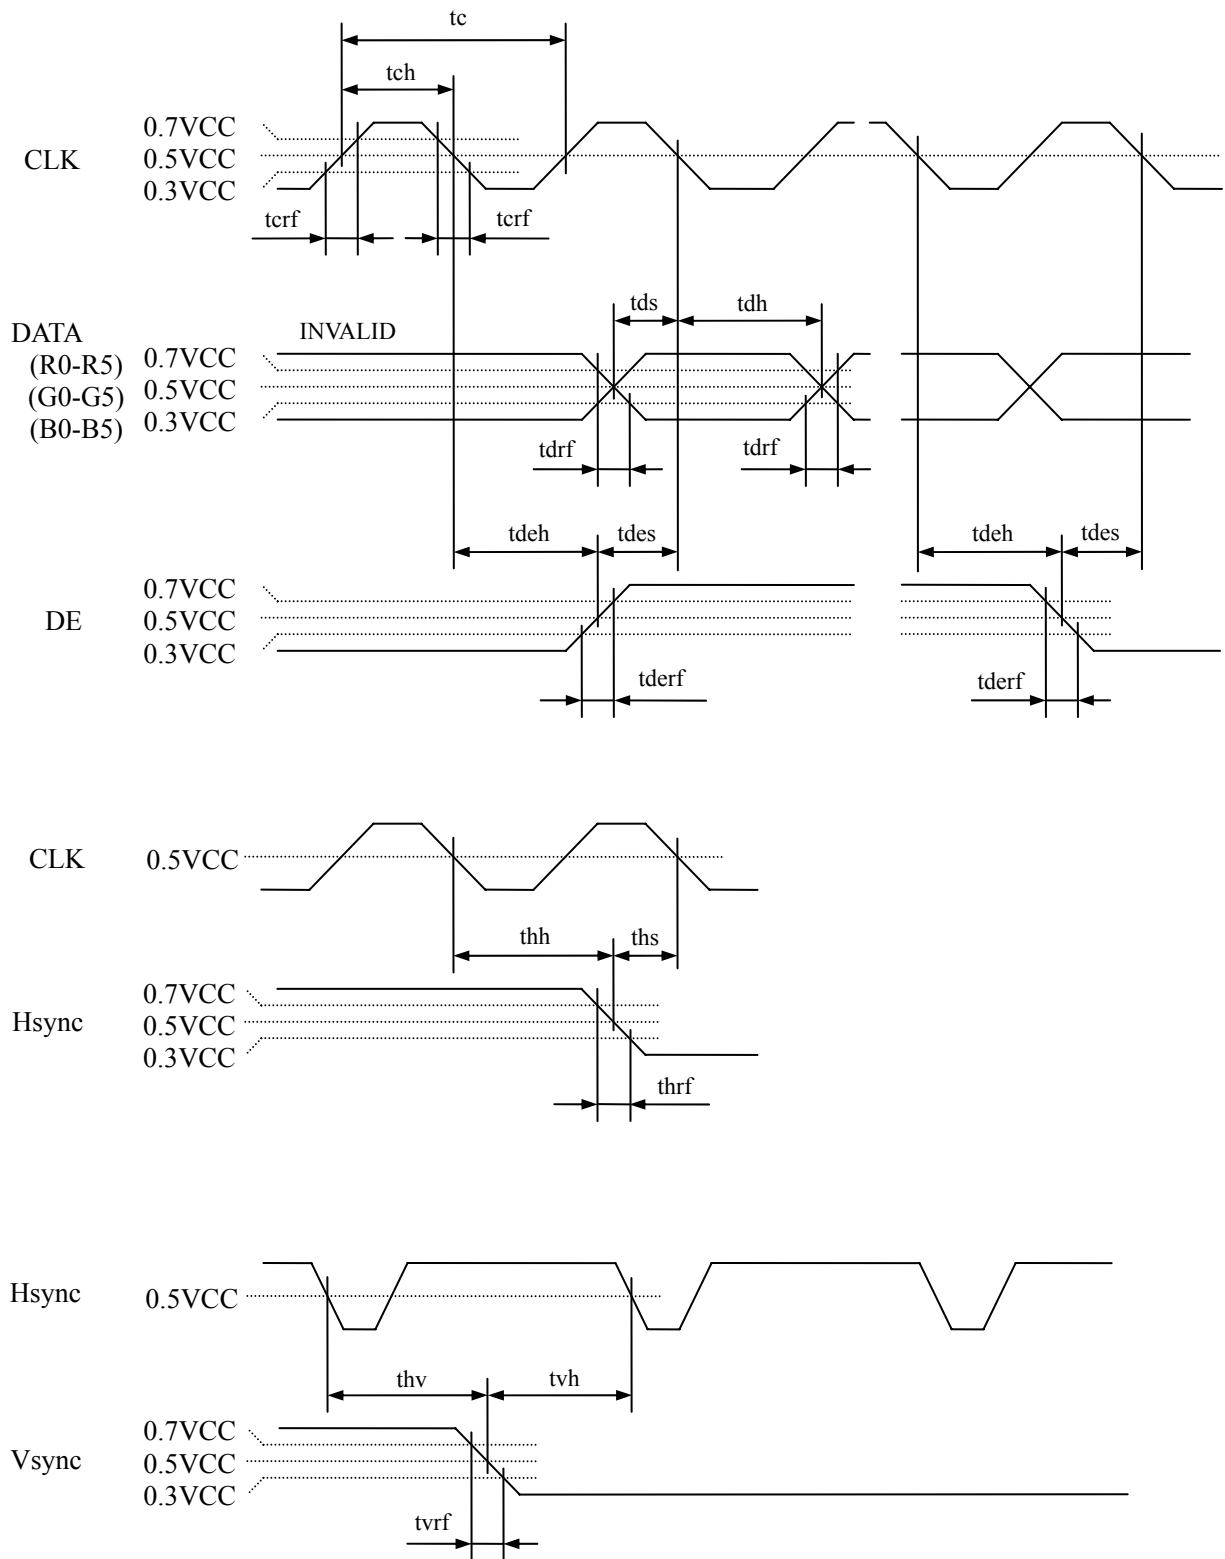 tc
tch
0.7VCC
CLK 0.5VCC
0.3VCC
tcrf tcrf
tds tdh
DATA INVALID
0.7VCC
(R0-R5)
0.5VCC
(G0-G5)
0.3VCC
(B0-B5)
tdrf tdrf
tdeh tdes tdeh tdes
0.7VCC
DE 0.5VCC
0.3VCC
tderf tderf
CLK 0.5VCC
thh ths
0.7VCC
Hsync 0.5VCC
0.3VCC
thrf
Hsync 0.5VCC
thv tvh
0.7VCC
Vsync 0.5VCC
0.3VCC
tvrf